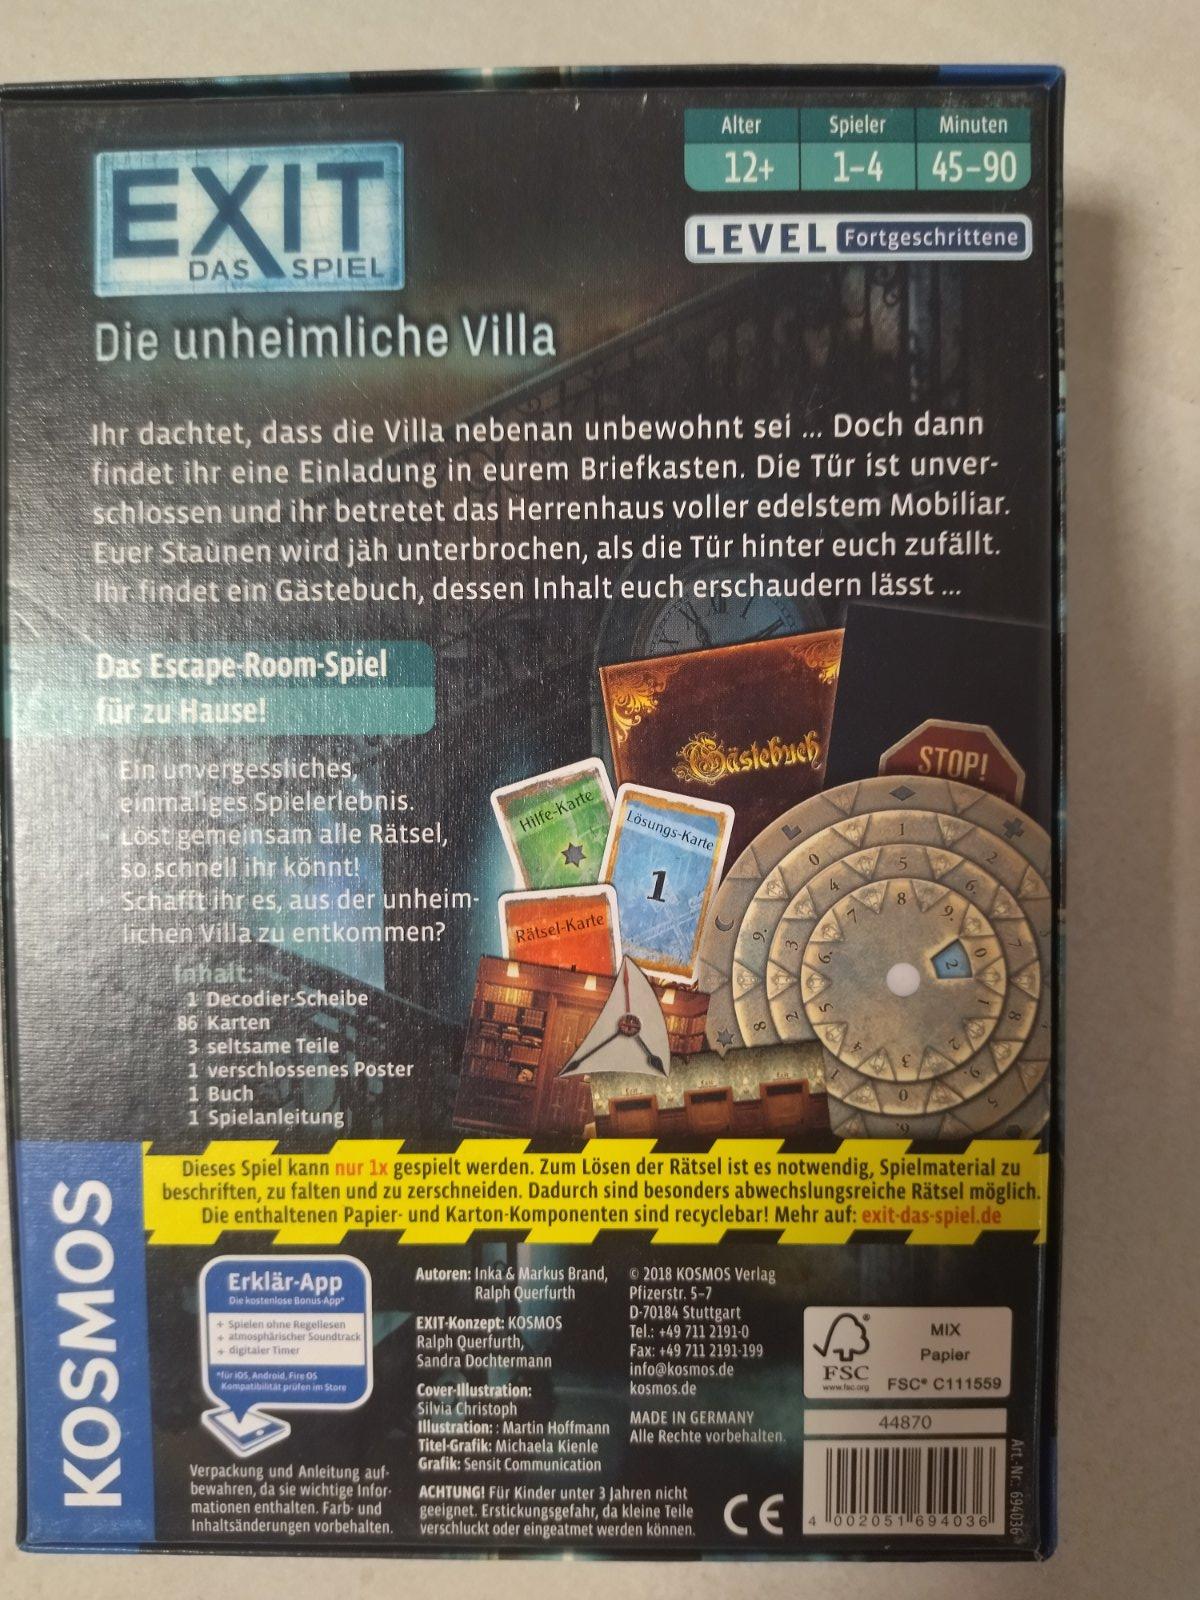 Alter
Spieler
Minuten
12+
1–4
45–90
LEVEL Fortgeschrittene
EXIT
DAS SPIEL
Die unheimliche Villa
Ihr dachtet, dass die Villa nebenan unbewohnt sei ... Doch dann
findet ihr eine Einladung in eurem Briefkasten. Die Tür ist unver-
schlossen und ihr betretet das Herrenhaus voller edelstem Mobiliar.
Euer Staunen wird jäh unterbrochen, als die Tür hinter euch zufällt.
Ihr findet ein Gästebuch, dessen Inhalt euch erschaudern lässt ...
Das Escape-Room-Spiel
für zu Hause!
Ein unvergessliches,
einmaliges Spielerlebnis.
Löst gemeinsam alle Rätsel,
so schnell ihr könnt!
Schafft ihr es, aus der unheim-
lichen Villa zu entkommen?
Inhalt:
1 Decodier-Scheibe
86 Karten
3 seltsame Teile
1 verschlossenes Poster
1 Buch
1 Spielanleitung
Gästebuch
STOP!
Hilfe-Karte
Lösungs-Karte
1
Rätsel-Karte
Dieses Spiel kann nur 1x gespielt werden. Zum Lösen der Rätsel ist es notwendig, Spielmaterial zu
beschriften, zu falten und zu zerschneiden. Dadurch sind besonders abwechslungsreiche Rätsel möglich.
Die enthaltenen Papier- und Karton-Komponenten sind recyclebar! Mehr auf: exit-das-spiel.de
KOSMOS
Erklär-App
Die kostenlose Bonus-App*
+ Spielen ohne Regellesen
+ atmosphärischer Soundtrack
+ digitaler Timer
*für iOS, Android, Fire OS
Kompatibilität prüfen im Store
Verpackung und Anleitung auf-
bewahren, da sie wichtige Infor-
mationen enthalten. Farb- und
Inhaltsänderungen vorbehalten.
Autoren: Inka & Markus Brand,
Ralph Querfurth
EXIT-Konzept: KOSMOS
Ralph Querfurth,
Sandra Dochtermann
Cover-Illustration:
Silvia Christoph
Illustration: : Martin Hoffmann
Titel-Grafik: Michaela Kienle
Grafik: Sensit Communication
ACHTUNG! Für Kinder unter 3 Jahren nicht
geeignet. Erstickungsgefahr, da kleine Teile
verschluckt oder eingeatmet werden können.
© 2018 KOSMOS Verlag
Pfizerstr. 5–7
D-70184 Stuttgart
Tel.: +49 711 2191-0
Fax: +49 711 2191-199
info@kosmos.de
kosmos.de
MADE IN GERMANY
Alle Rechte vorbehalten.
CE
FSC
www.fsc.org
MIX
Papier
FSC® C111559
44870
4 002051 694036
Art.-Nr.: 694036